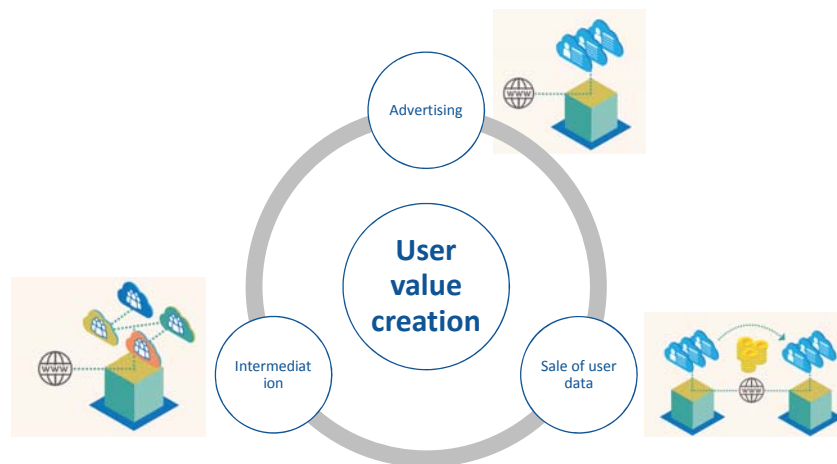 Advertising
WWW
User
value
creation
WWW
Intermediat
ion
Sale of user
data
WWW